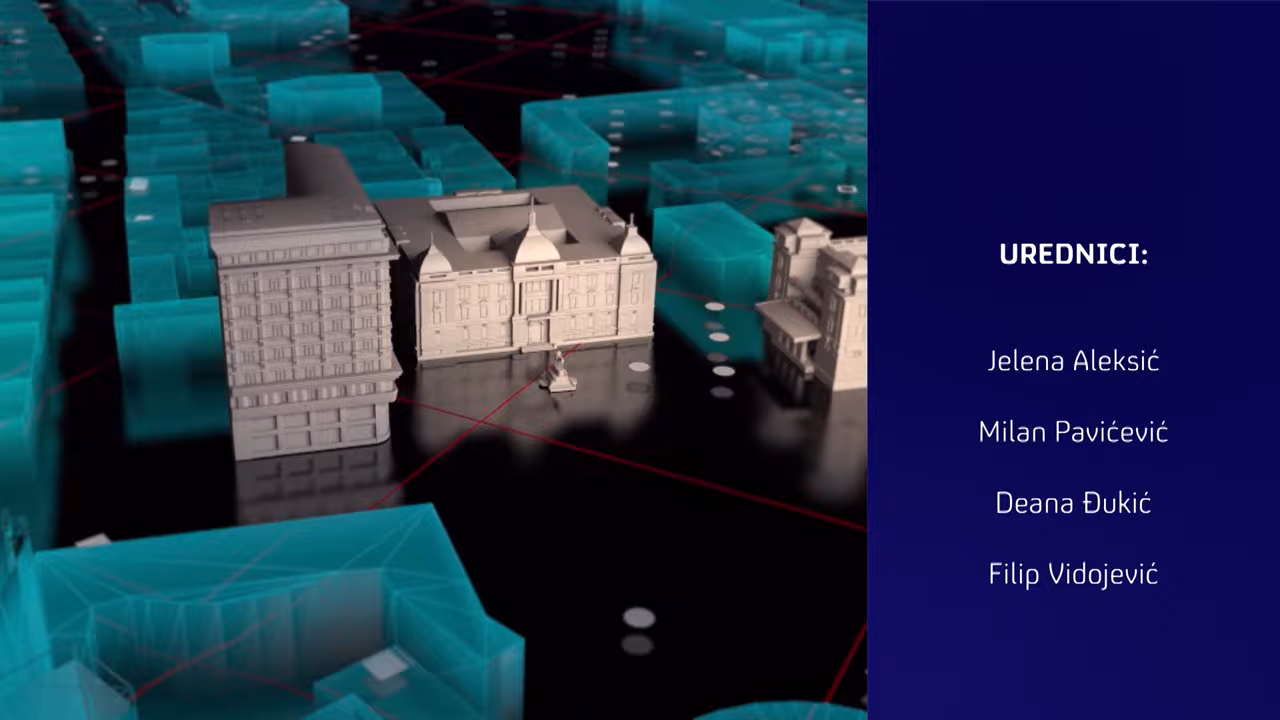 UREDNICI:
Jelena Aleksić
Milan Pavićević
Deana Đukić
Filip Vidojević